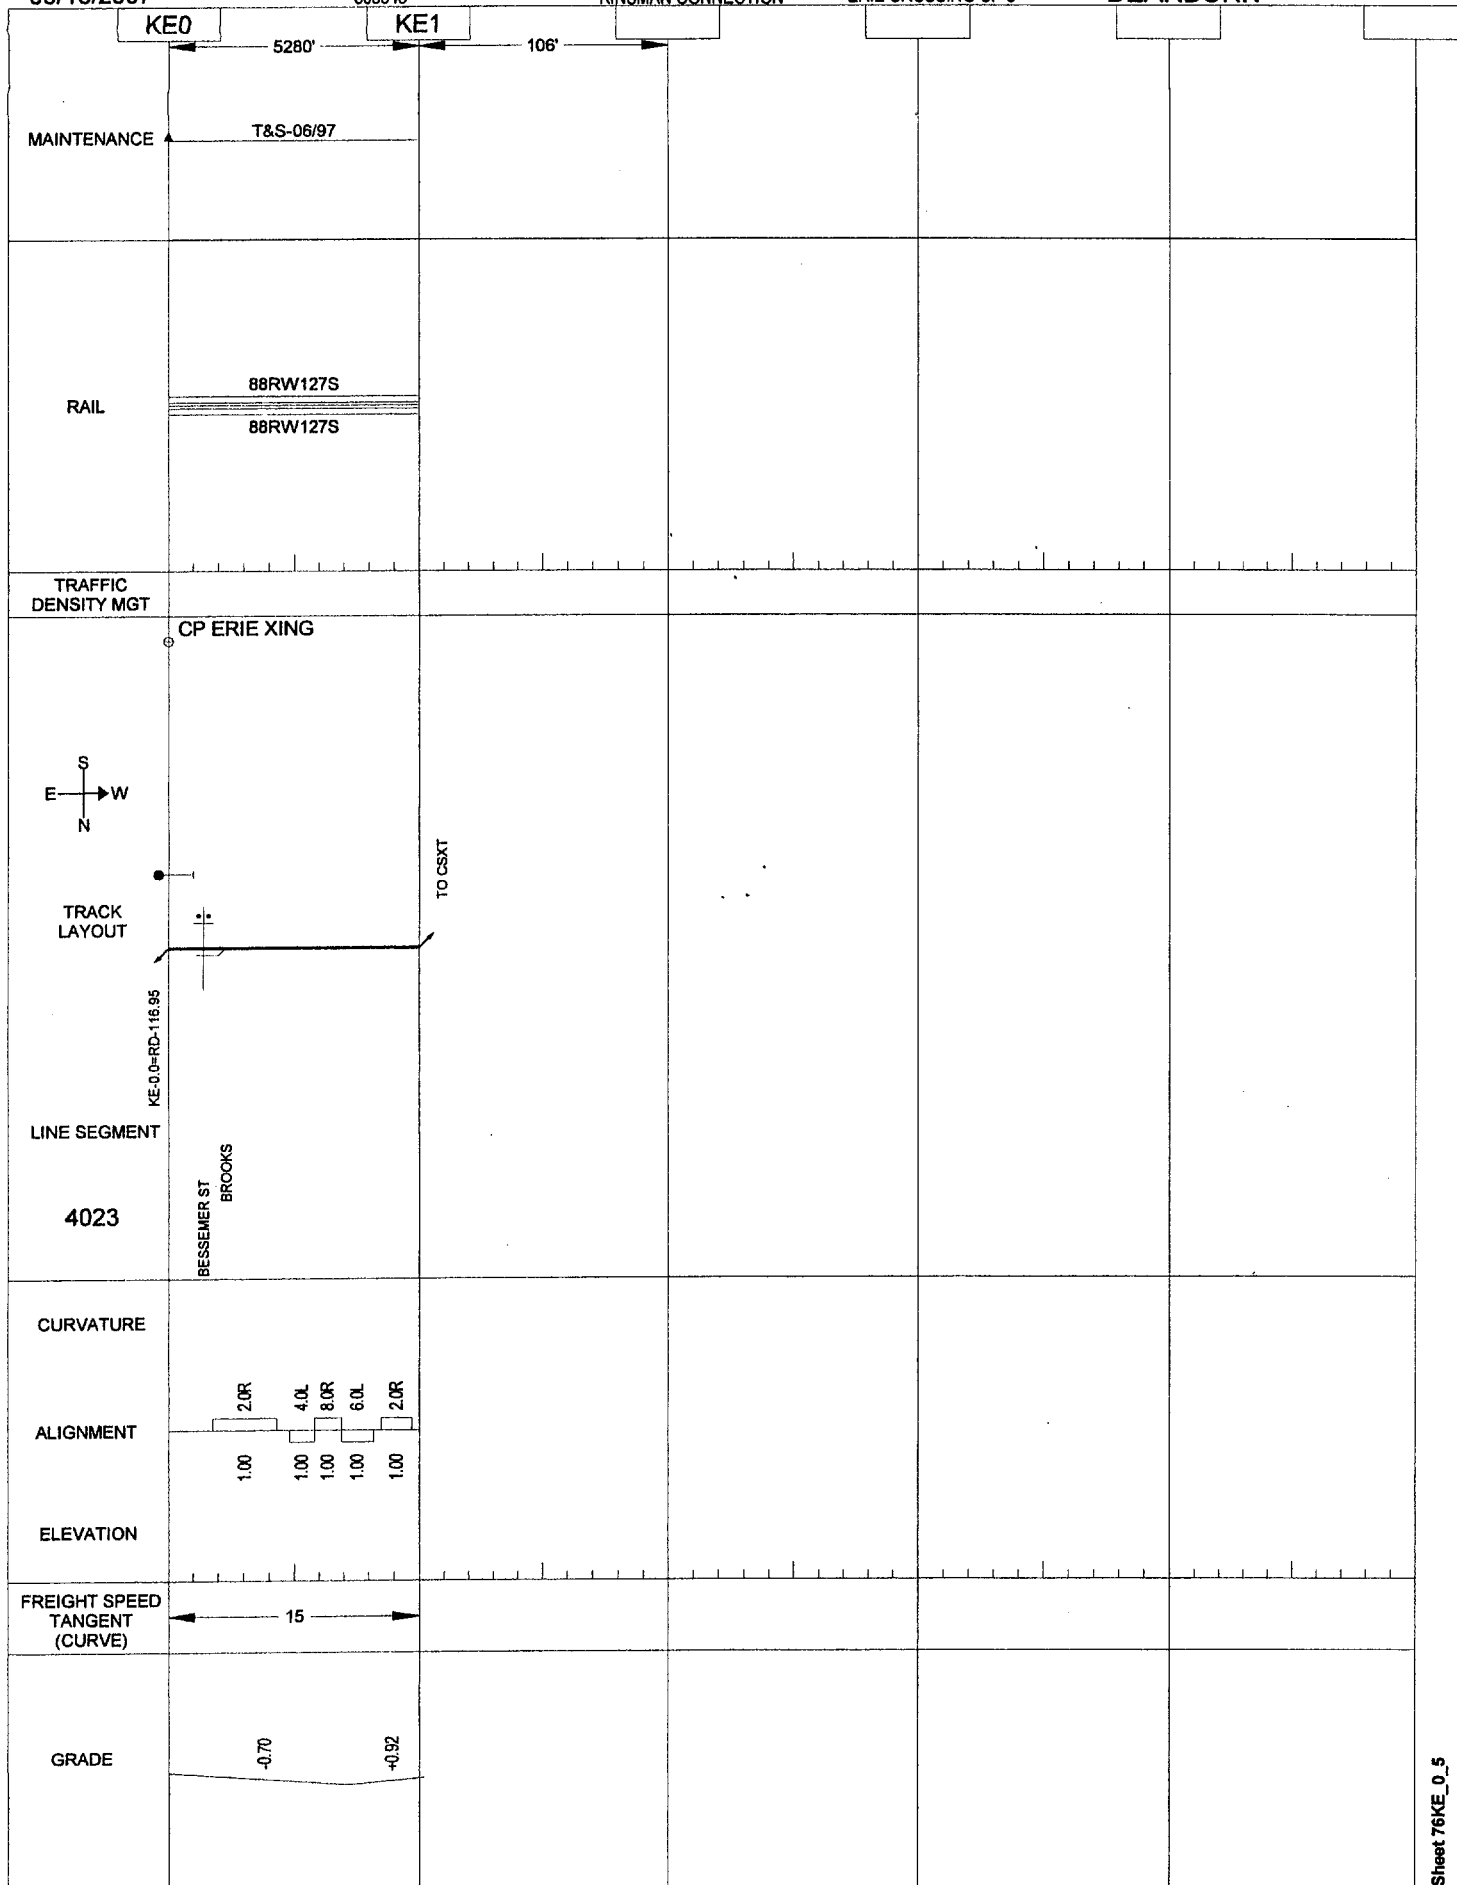 KE0
KE1
5280'
106'
MAINTENANCE
T&S-06/97
RAIL
88RW127S
88RW127S
TRAFFIC
DENSITY MGT
CP ERIE XING
S
E
W
N
TO CSXT
TRACK
LAYOUT
KE-0.0=RD-116.95
LINE SEGMENT
BROOKS
BESSEMER ST
4023
CURVATURE
2.0R
4.0L
8.0R
6.0L
2.0R
ALIGNMENT
1.00
1.00
1.00
1.00
1.00
ELEVATION
FREIGHT SPEED
TANGENT
(CURVE)
15
GRADE
-0.70
+0.92
Sheet 76KE_0_5